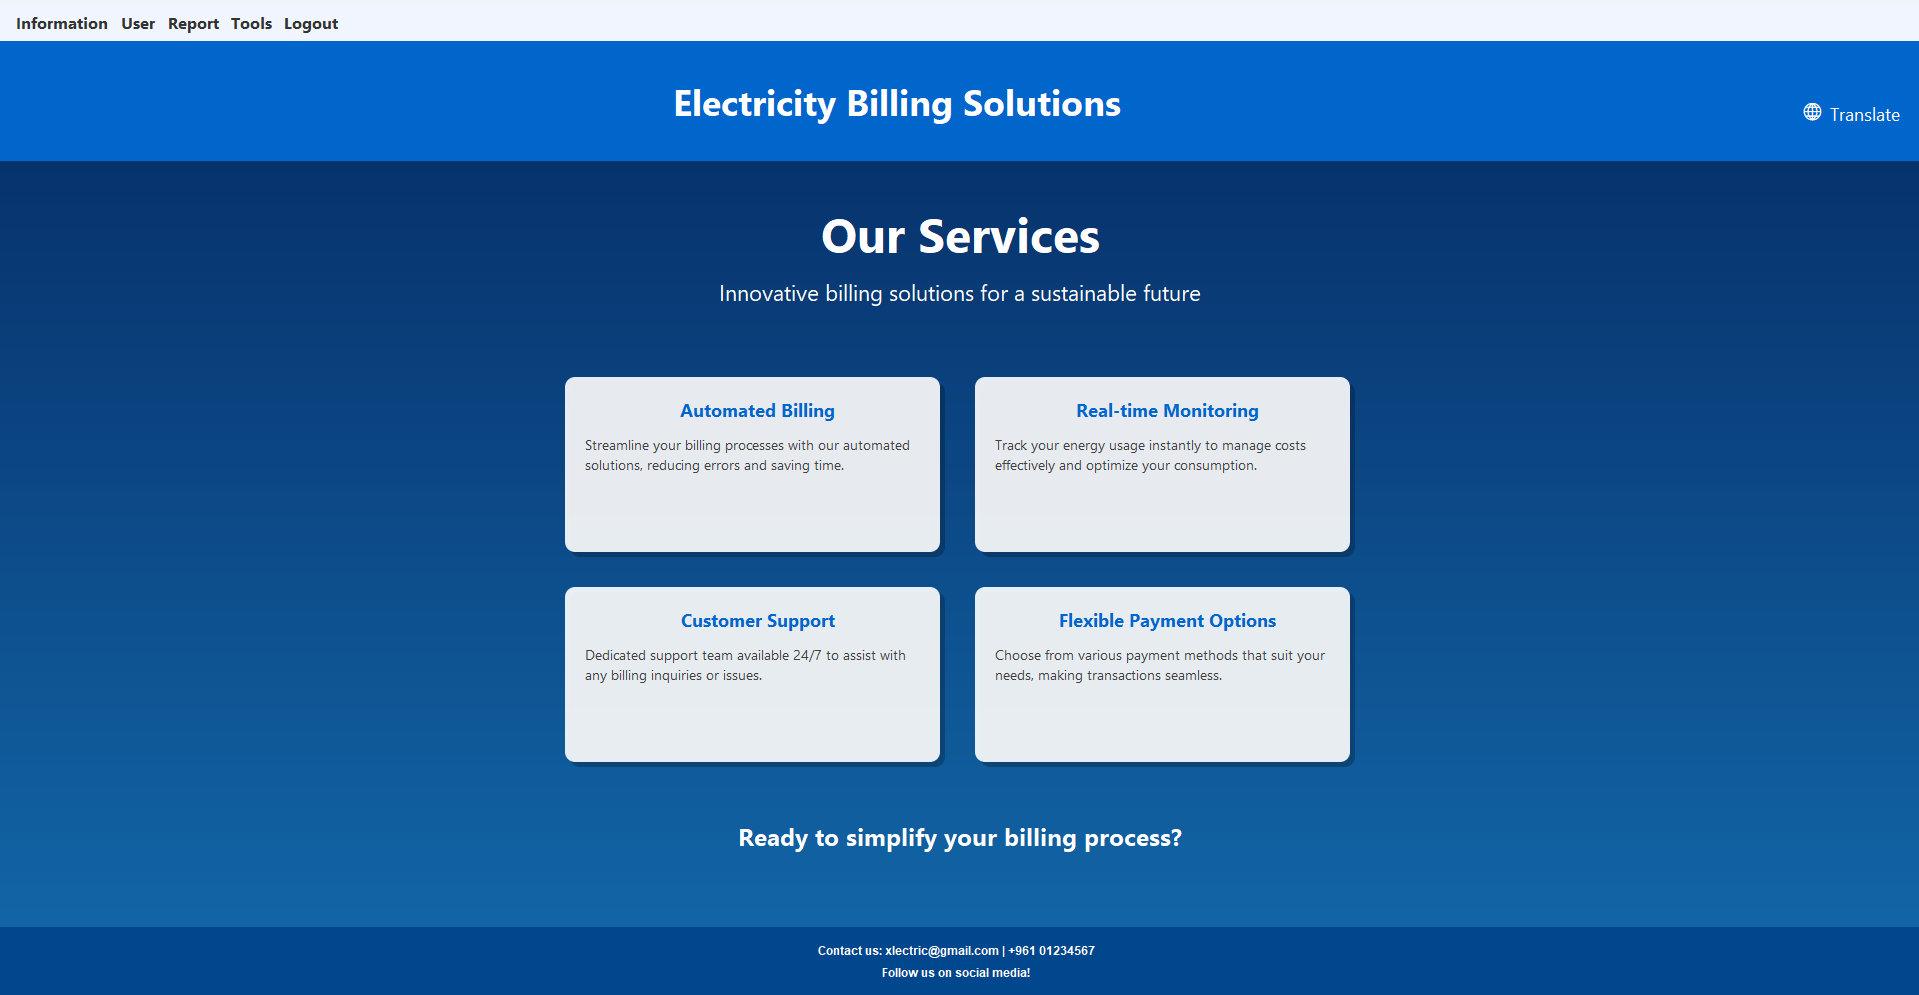 Information User Report Tools Logout
Electricity Billing Solutions
Translate
Our Services
Innovative billing solutions for a sustainable future
Automated Billing
Streamline your billing processes with our automated
solutions, reducing errors and saving time.
Real-time Monitoring
Track your energy usage instantly to manage costs
effectively and optimize your consumption.
Customer Support
Dedicated support team available 24/7 to assist with
any billing inquiries or issues.
Flexible Payment Options
Choose from various payment methods that suit your
needs, making transactions seamless.
Ready to simplify your billing process?
Contact us: xlectric@gmail.com | +961 01234567
Follow us on social media!